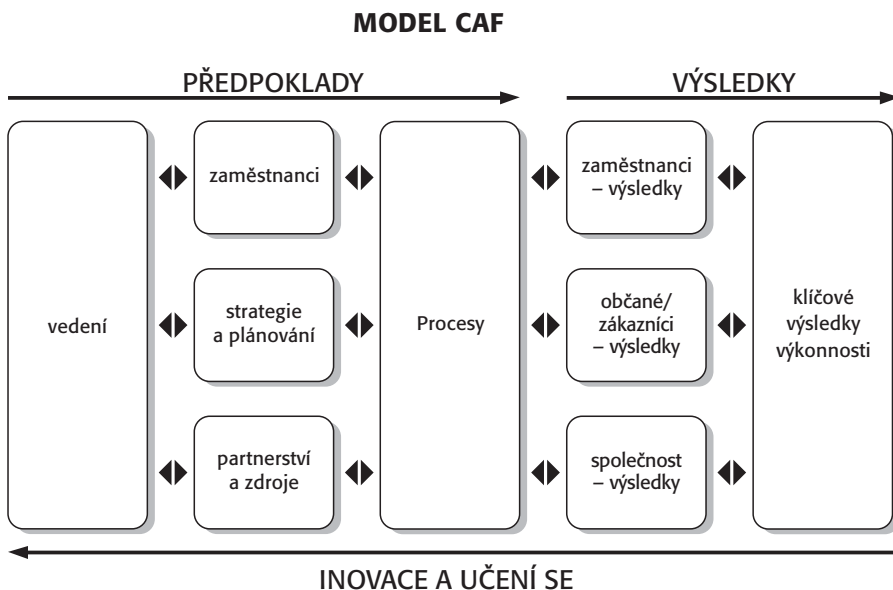 MODEL CAF
PŘEDPOKLADY
VÝSLEDKY
vedení
zaměstnanci
strategie
a plánování
partnerství
a zdroje
Procesy
zaměstnanci
– výsledky
občané/
zákazníci
– výsledky
společnost
– výsledky
klíčové
výsledky
výkonnosti
INOVACE A UČENÍ SE